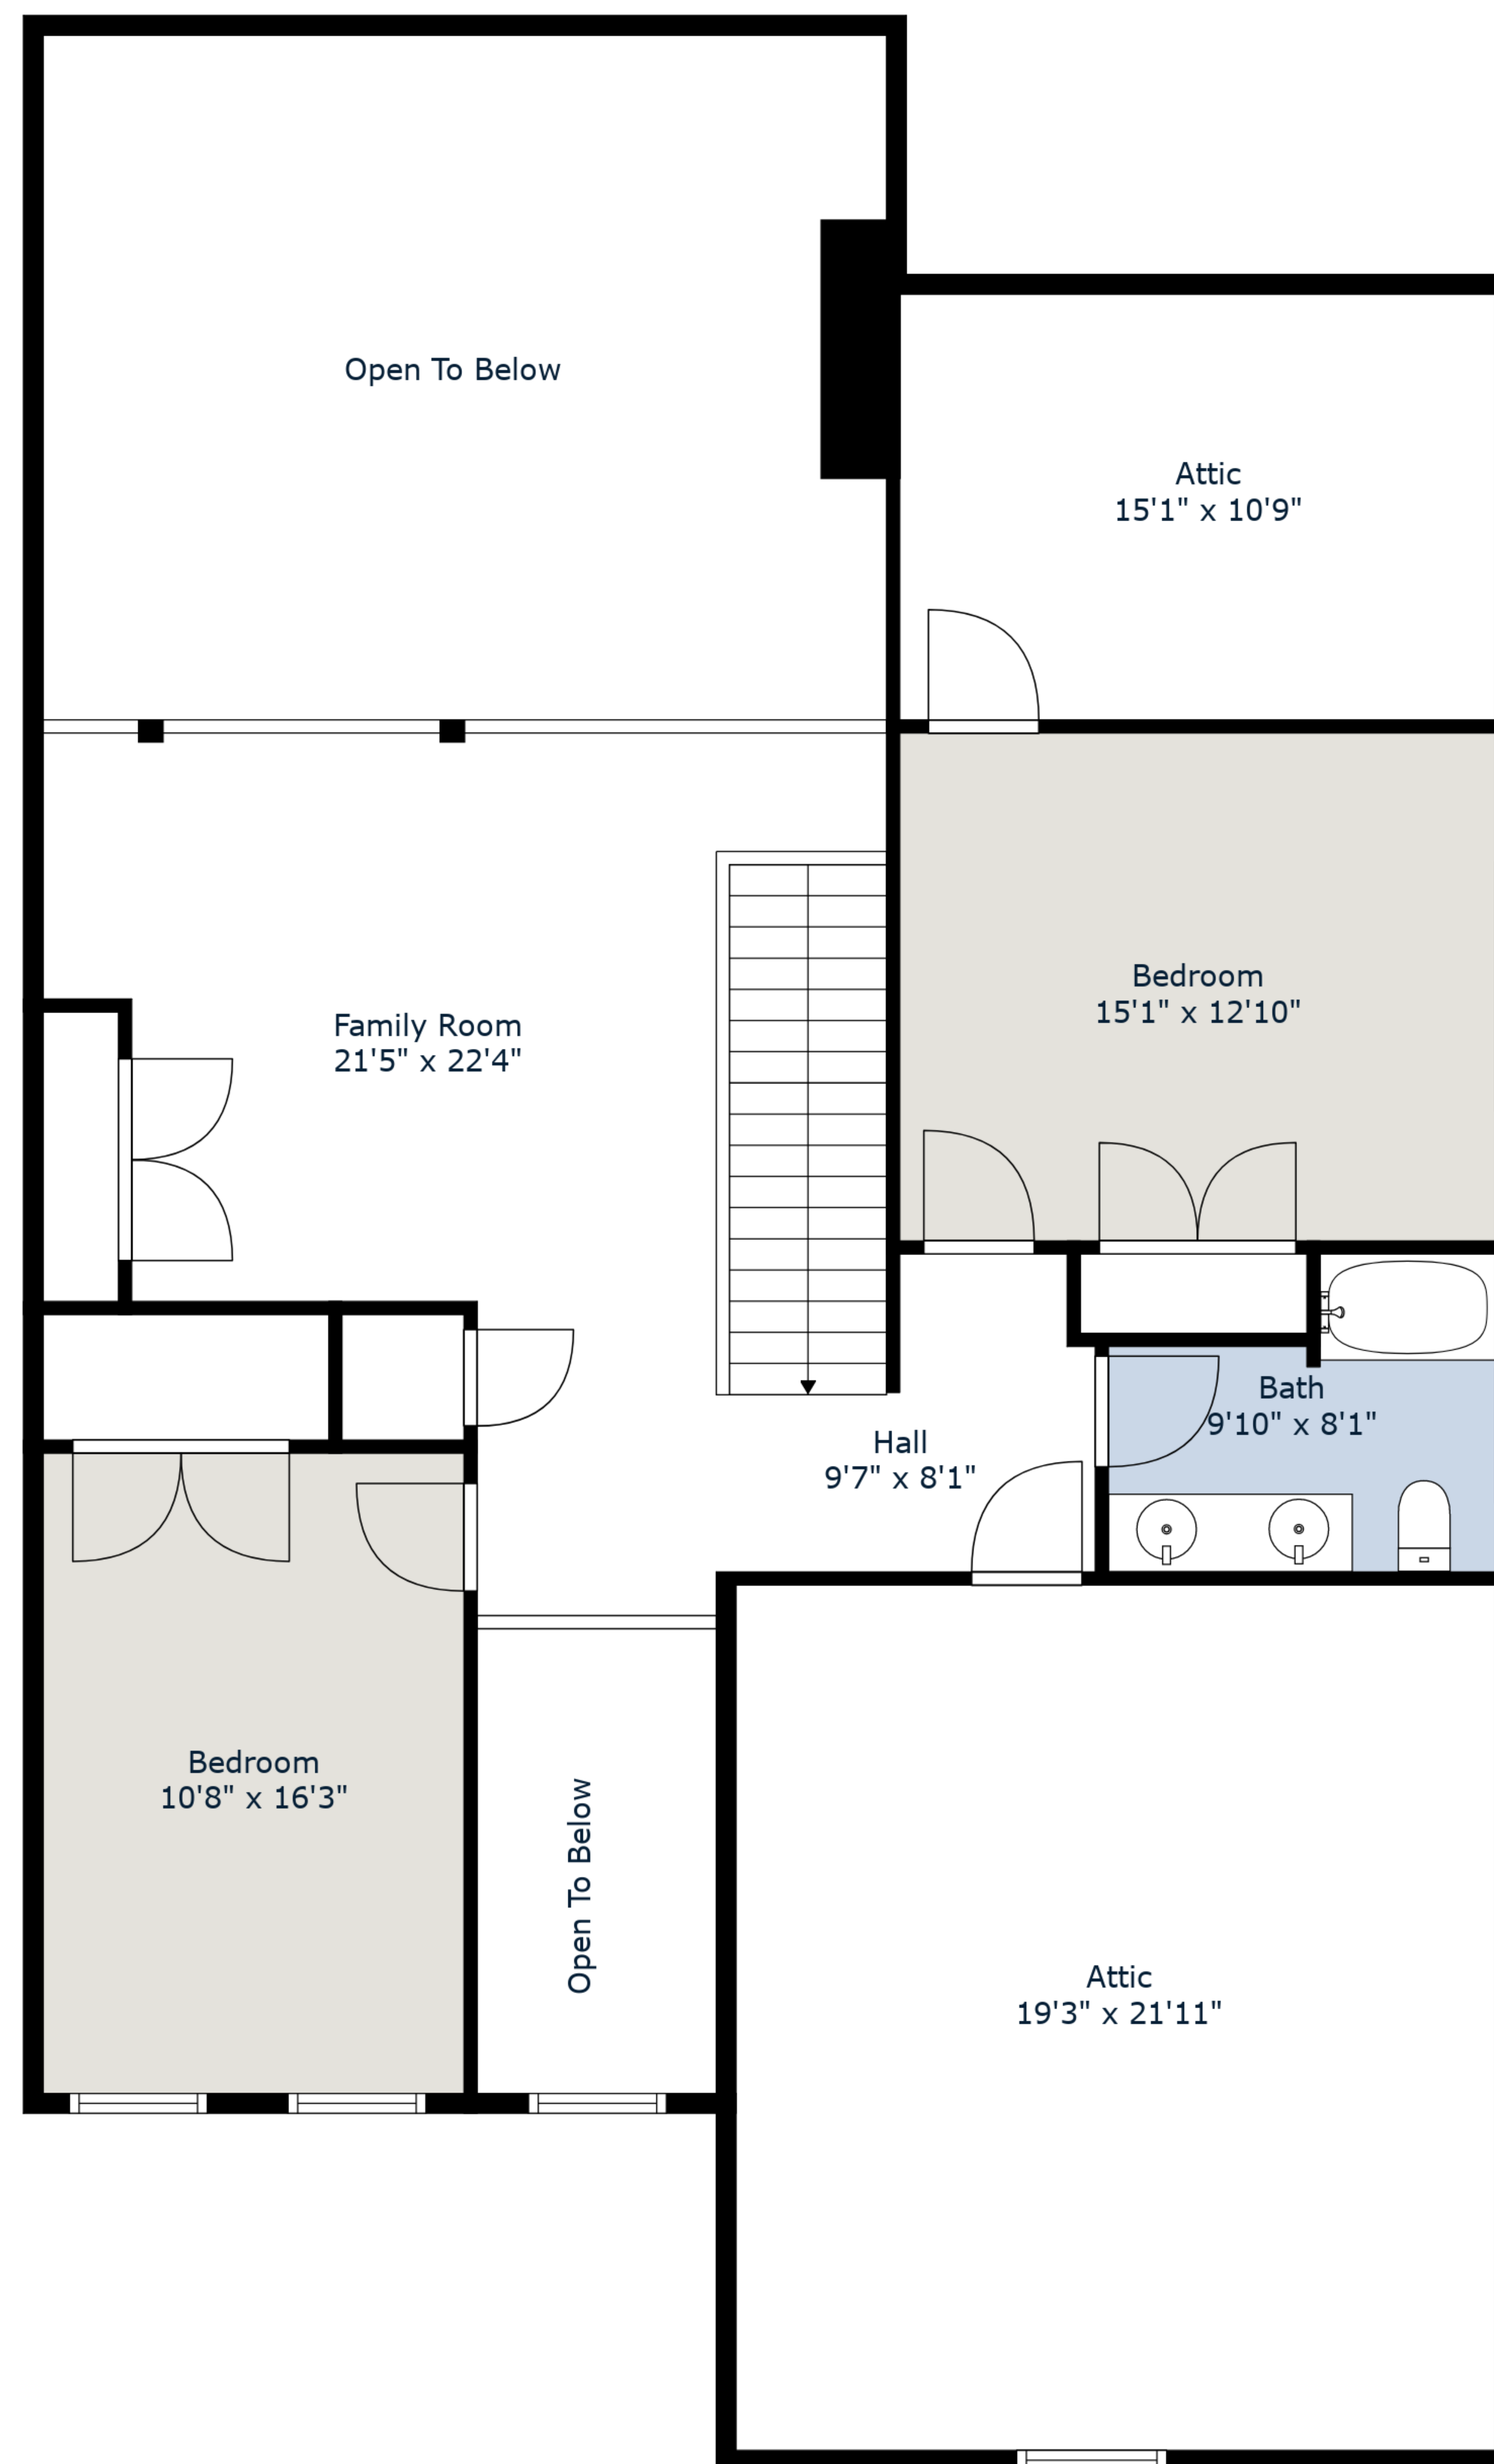 Open To Below
Attic
15'1" x 10'9"
Bedroom
15'1" x 12'10"
Family Room
21'5" x 22'4"
Bath
9'10" x 8'1"
Hall
9'7" x 8'1"
Bedroom
10'8" x 16'3"
Open To Below
Attic
19'3" x 21'11"